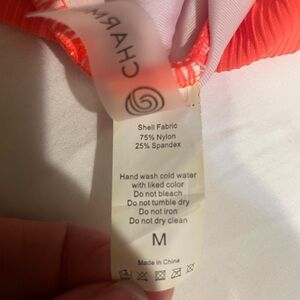 CHARM
Shell Fabric
75% Nylon
25% Spandex
Hand wash cold water
with liked color
Do not bleach
Do not tumble dry
Do not iron
Do not dry clean
M
Made in China